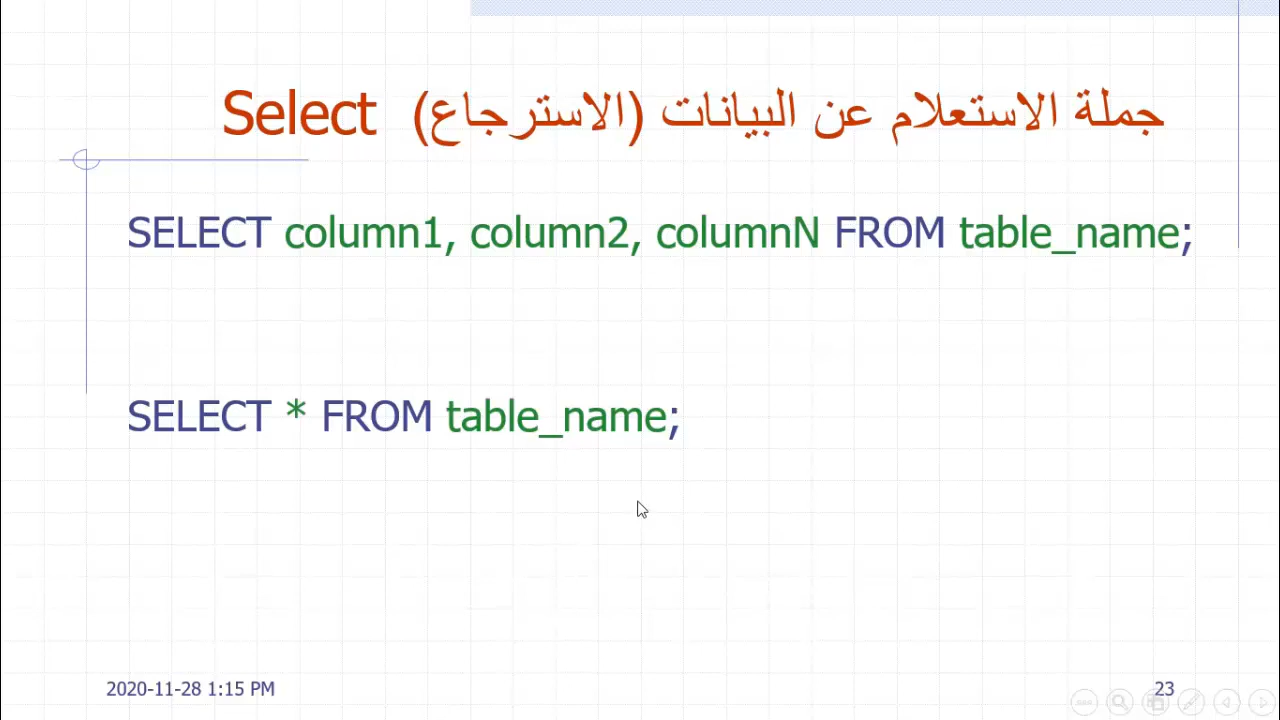 جملة الاستعلام عن البيانات (الاسترجاع) Select
SELECT column1, column2, columnN FROM table_name;
SELECT * FROM table_name;
2020-11-28 1:15 PM
23